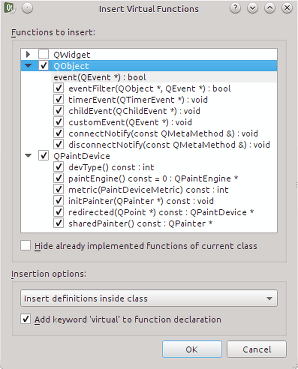 Insert Virtual Functions
Functions to insert:
QWidget
QObject
event(QEvent *) : bool
eventFilter(QObject *, QEvent *) : bool
timerEvent(QTimerEvent *) : void
childEvent(QChildEvent *) : void
customEvent(QEvent *) : void
connectNotify(const QMetaMethod &) : void
disconnectNotify(const QMetaMethod &) : void
QPaintDevice
devType() const : int
paintEngine() const = 0 : QPaintEngine *
metric(PaintDeviceMetric) const : int
initPainter(QPainter *) const : void
redirected(QPoint *) const : QPaintDevice *
sharedPainter() const : QPainter *
Hide already implemented functions of current class
Insertion options:
Insert definitions inside class
Add keyword 'virtual' to function declaration
OK Cancel